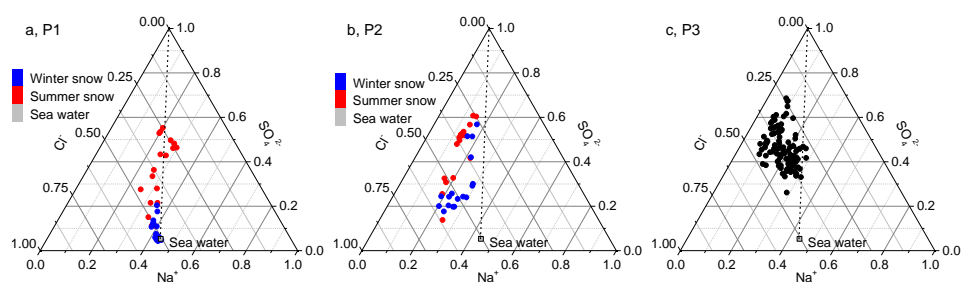 a, P1
0.00
1.0
Winter snow
Summer snow
Sea water
0.25
0.8
0.50
0.6
Cl⁻
SO₄²⁻
0.75
0.4
0.2
1.00
Sea water
0.0
0.0 0.2 0.4 0.6 0.8 1.0
Na⁺
b, P2
0.00
1.0
Winter snow
Summer snow
Sea water
0.25
0.8
0.50
0.6
Cl⁻
SO₄²⁻
0.75
0.4
0.2
1.00
Sea water
0.0
0.0 0.2 0.4 0.6 0.8 1.0
Na⁺
c, P3
0.00
1.0
0.25
0.8
0.50
0.6
Cl⁻
SO₄²⁻
0.75
0.4
0.2
1.00
Sea water
0.0
0.0 0.2 0.4 0.6 0.8 1.0
Na⁺